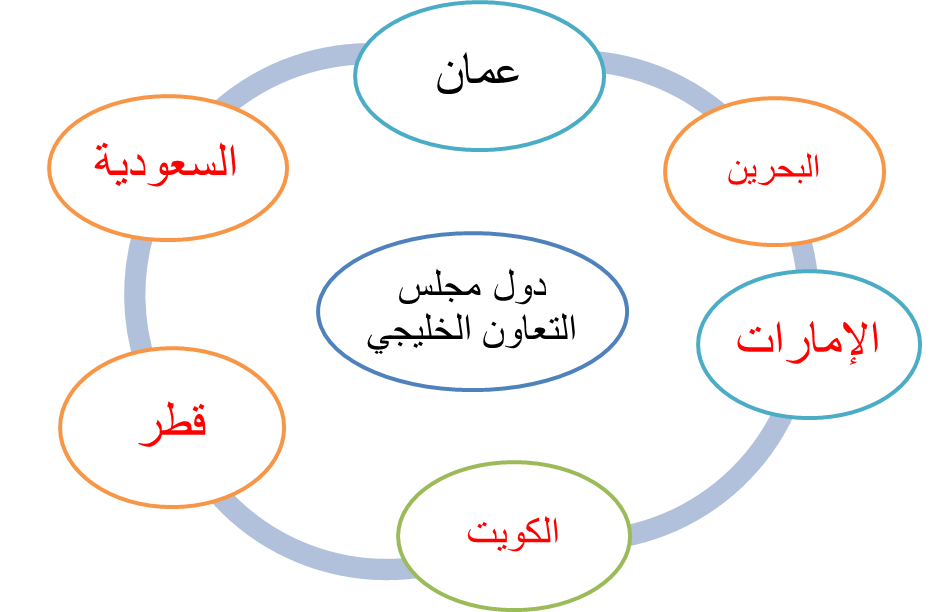 عمان
السعودية
البحرين
دول مجلس
التعاون الخليجي
الإمارات
قطر
الكويت